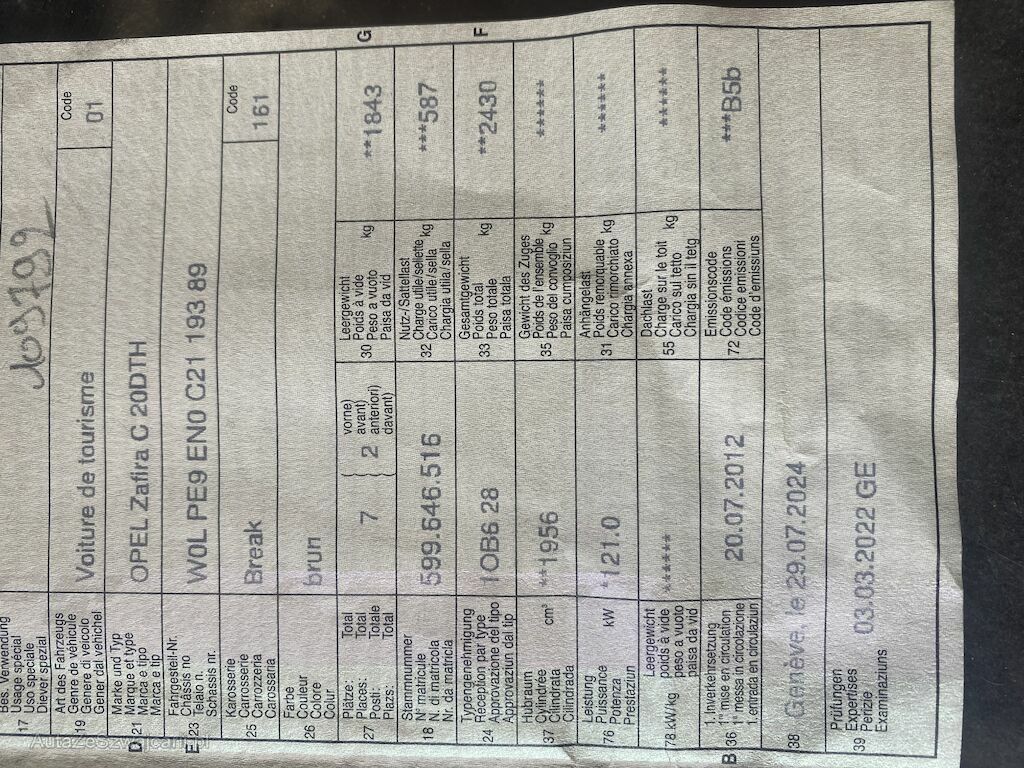 Bes. Verwendung
17 Usage spécial
Uso speciale
Diever spezial
1093792
Art des Fahrzeugs
Genre de véhicule
19 Genere di veicolo
Gener dal vehichel
Voiture de tourisme
Code
01
D 21 Marke und Typ
Marque et type
Marca e tipo
Marca e tip
OPEL Zafira C 20DTH
E 23 Fahrgestell-Nr.
Châssis no
Telaio n.
Schassis nr.
W0L PE9 EN0 C21 193 89
25 Karosserie
Carrosserie
Carrozzeria
Carossaria
Break
Code
161
26 Farbe
Couleur
Colore
Colur
brun
27 Plätze: Total
Places: Total
Posti: Totale
Plazs: Total
7
2
vorne)
avant)
anteriori)
davant)
30 Leergewicht
Poids à vide
Peso a vuoto
Paisa da vid
kg
**1843
G
18 Stammnummer
N° matricule
N. di matricola
Nr. da matricla
599.646.516
32 Nutz-/Sattellast
Charge utile/sellette
Carico utile/sella
Chargia utila/sella
kg
***587
24 Typengenehmigung
Réception par type
Approvazione del tipo
Approvaziun dal tip
1OB6 28
33 Gesamtgewicht
Poids total
Peso totale
Paisa totala
kg
**2430
F
37 Hubraum
Cylindrée
Cilindrata
Cilindrada
cm³
**1956
35 Gewicht des Zuges
Poids de l'ensemble
Peso del convoglio
Paisa cumposiziun
kg
******
76 Leistung
Puissance
Potenza
Prestaziun
kW
**121.0
31 Anhängelast
Poids remorquable
Carico rimorchiato
Chargia annexa
kg
******
78 kW/kg
Leergewicht
poids à vide
peso a vuoto
paisa da vid
******
55 Dachlast
Charge sur le toit
Carico sul tetto
Chargia sin il tetg
kg
******
B 36 1. Inverkehrsetzung
1re mise en circulation
1a messa in circolazione
1. entrada en circulaziun
20.07.2012
72 Emissionscode
Code émissions
Codice emissioni
Code d'emissiuns
***B5b
38 Genève, le 29.07.2024
39 Prüfungen
Expertises
Perizie
Examinaziuns
03.03.2022 GE
AutaZeSzwajcarii.pl